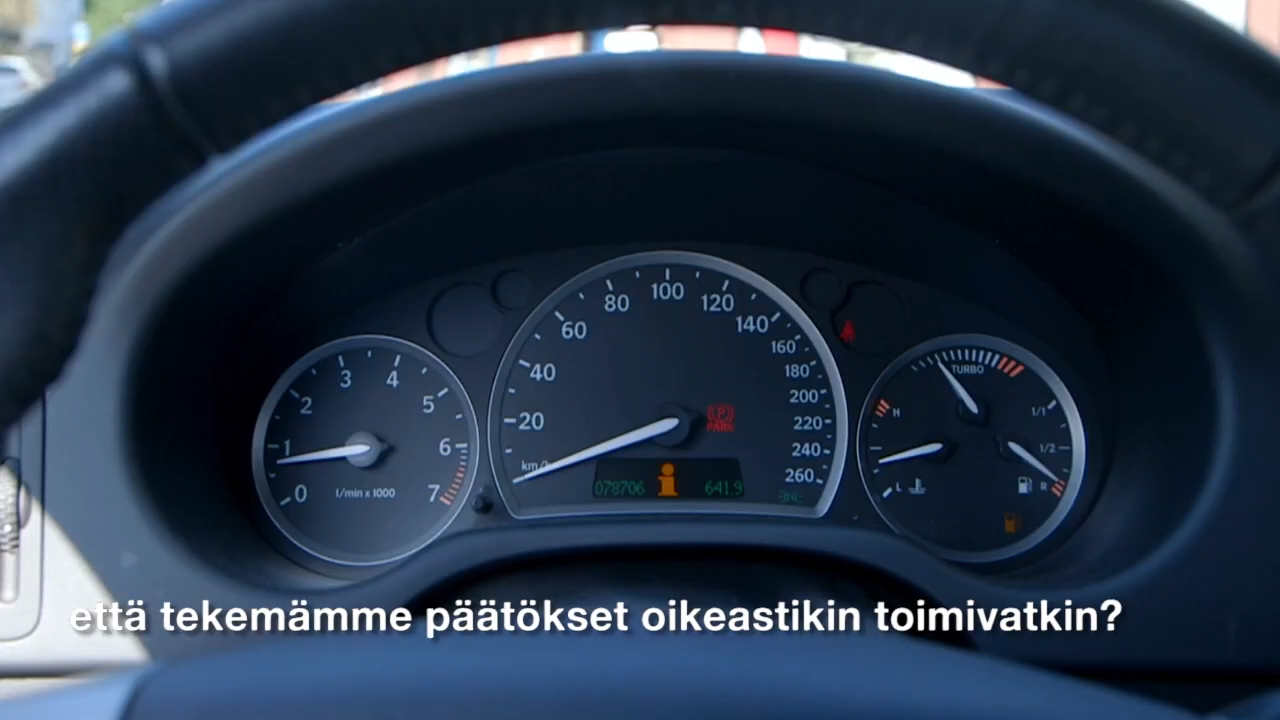 100
80
120
60
140
160
40
180
200
20
220
240
260
km/h
PARK
P
078706
i
641.9
3
4
2
5
1
6
0
7
l/min x 1000
TURBO
H
1/1
1/2
L
R
että tekemämme päätökset oikeastikin toimivatkin?